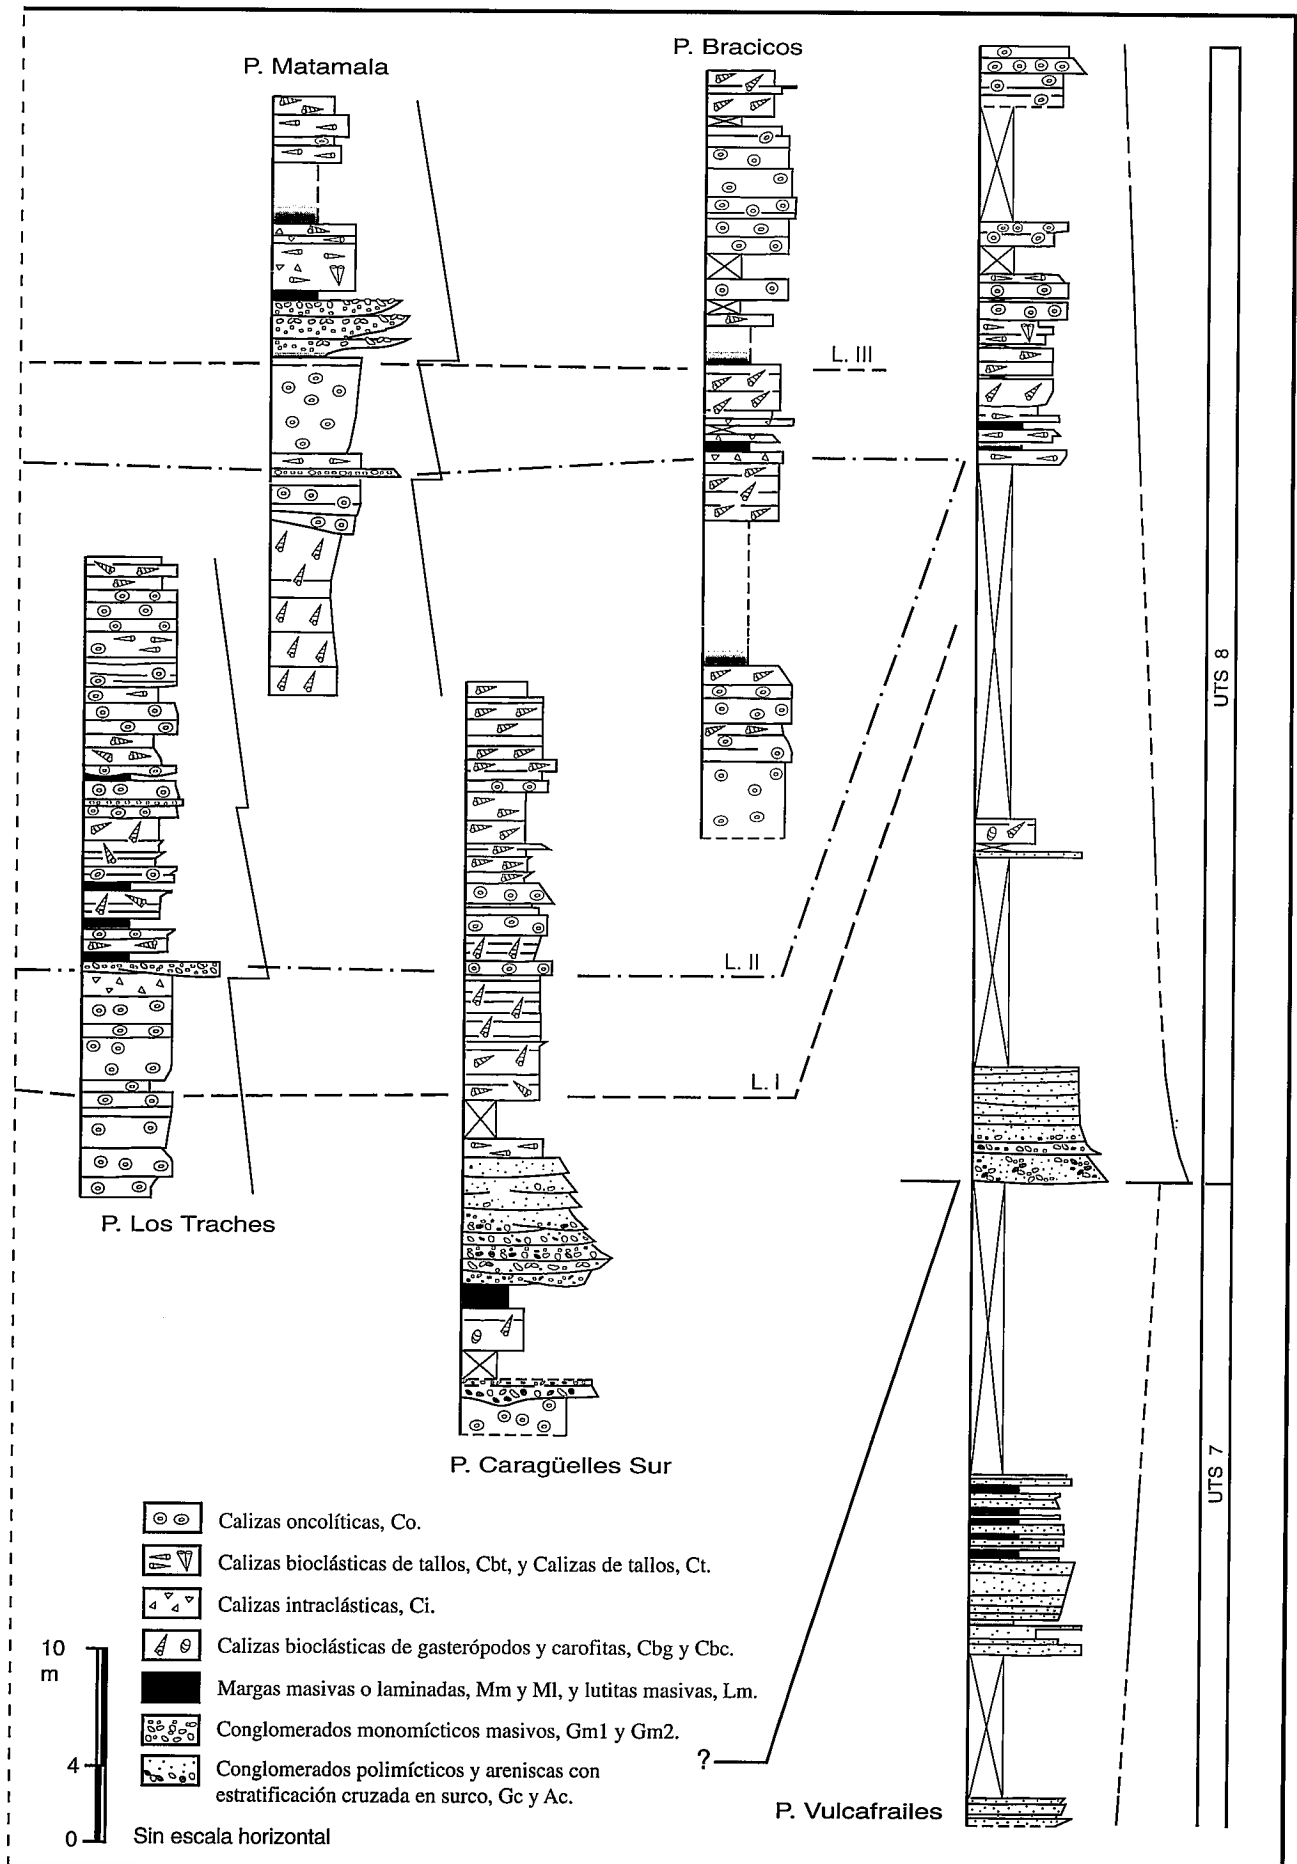 P. Bracicos
P. Matamala
L. III
UTS 8
L. II
L. I
P. Los Traches
P. Caragüelles Sur
UTS 7
Calizas oncolíticas, Co.
Calizas bioclásticas de tallos, Cbt, y Calizas de tallos, Ct.
Calizas intraclásticas, Ci.
10
m
Calizas bioclásticas de gasterópodos y carofitas, Cbg y Cbc.
Margas masivas o laminadas, Mm y Ml, y lutitas masivas, Lm.
Conglomerados monomícticos masivos, Gm1 y Gm2.
?
4
Conglomerados polimícticos y areniscas con
estratificación cruzada en surco, Gc y Ac.
P. Vulcafrailes
0
Sin escala horizontal